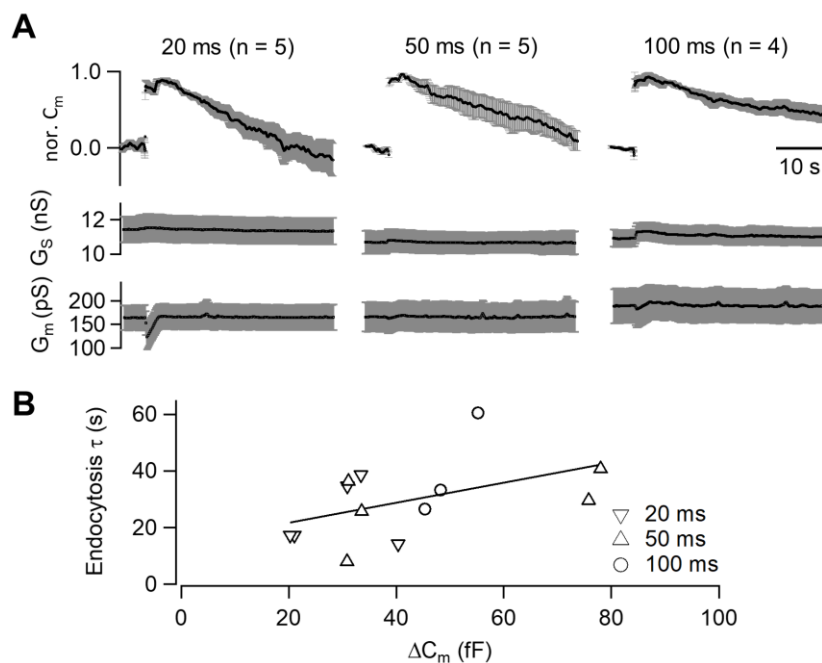 A
20 ms (n = 5)
50 ms (n = 5)
100 ms (n = 4)
nor. Cm
1.0
0.0
10 s
GS (nS)
12
10
Gm (pS)
200
150
100
B
Endocytosis τ (s)
60
40
20
0
20 ms
50 ms
100 ms
0 20 40 60 80 100
ΔCm (fF)